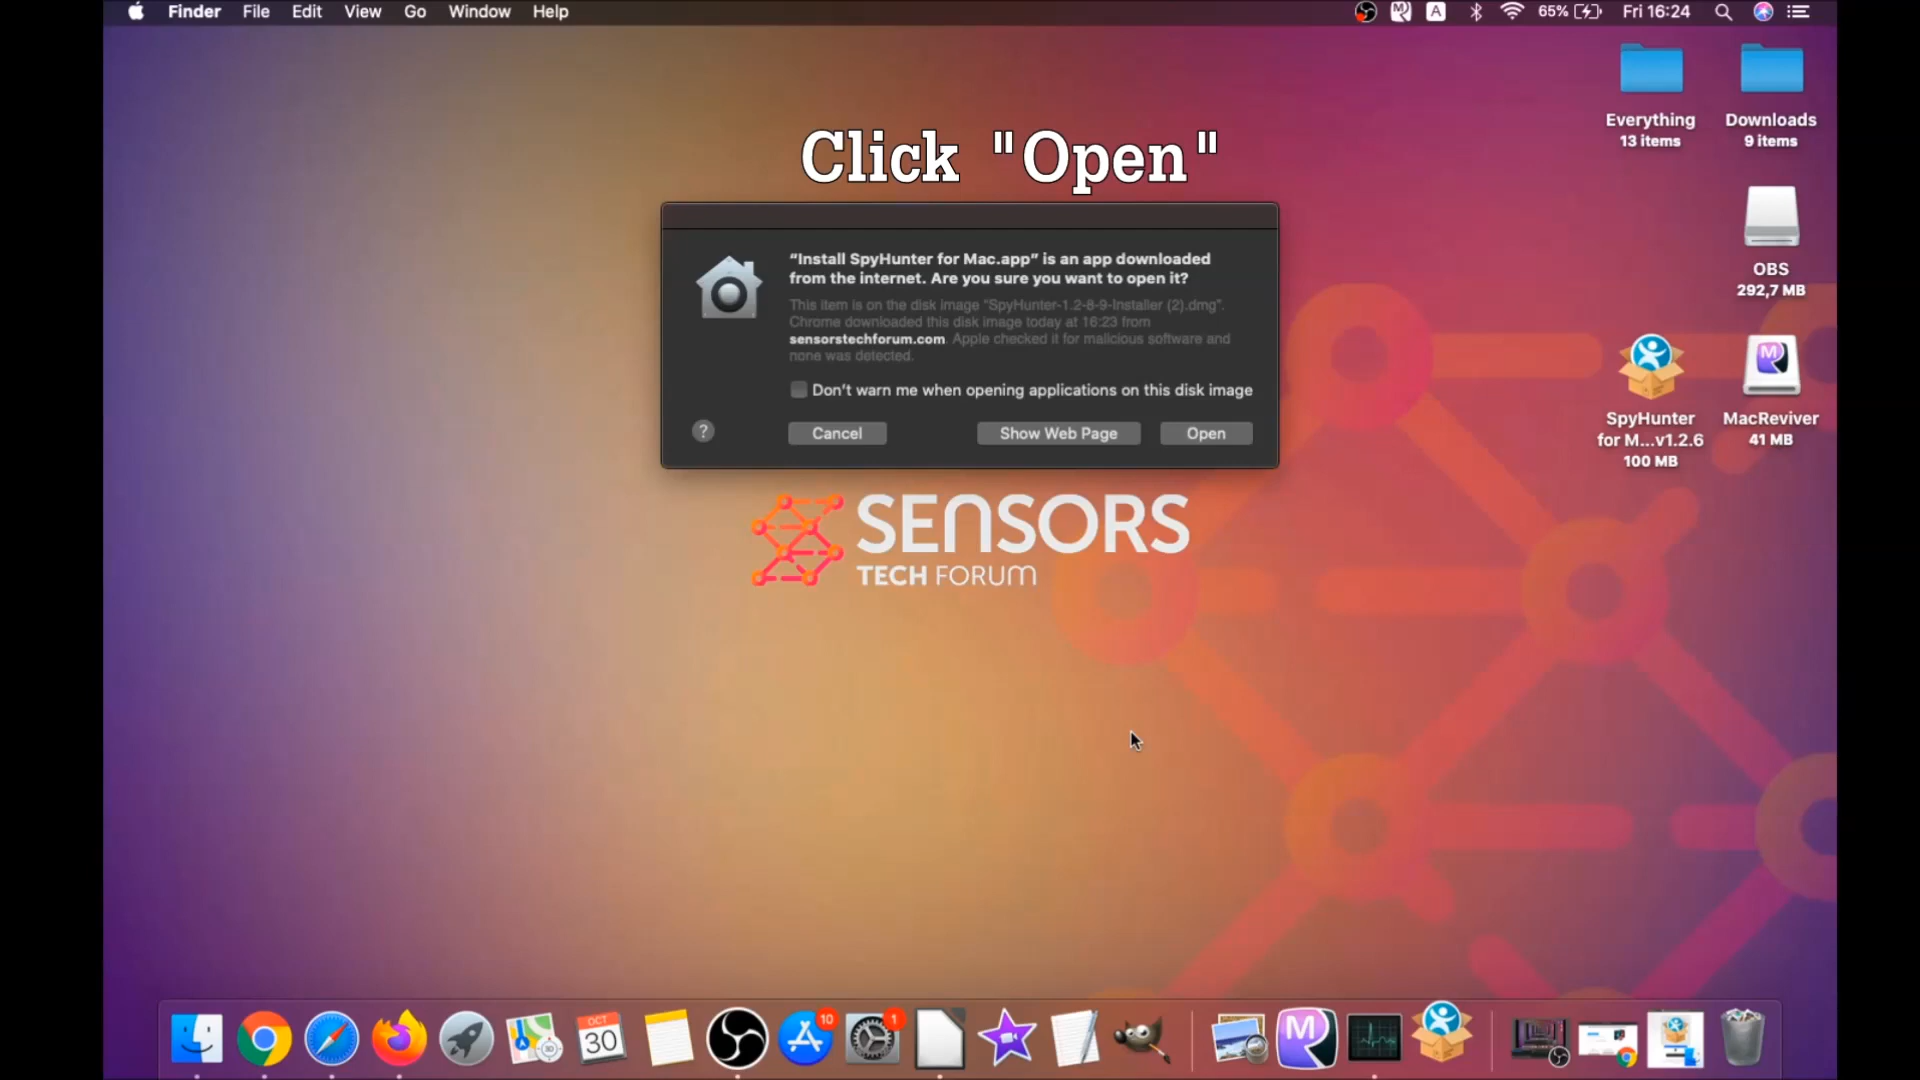 Finder File Edit View Go Window Help
A 65% Fri 16:24
Everything
13 items
Downloads
9 items
Click "Open"
OBS
292,7 MB
“Install SpyHunter for Mac.app” is an app downloaded
from the internet. Are you sure you want to open it?
This item is on the disk image “SpyHunter-1.2-8-9-Installer (2).dmg”.
Chrome downloaded this disk image today at 16:23 from
sensorstechforum.com. Apple checked it for malicious software and
none was detected.
Don’t warn me when opening applications on this disk image
? Cancel Show Web Page Open
SpyHunter
for M...v1.2.6
100 MB
M
MacReviver
41 MB
SENSORS
TECH FORUM
OCT
30
10
1
M